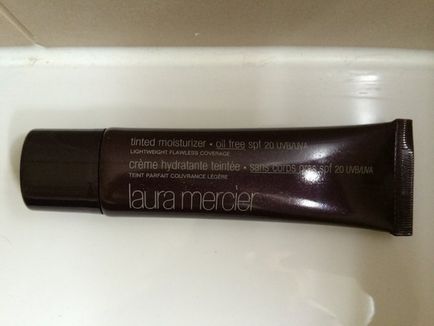 tinted moisturizer • oil free spf 20 UVB/UVA
LIGHTWEIGHT FLAWLESS COVERAGE
crème hydratante teintée • sans corps gras spf 20 UVB/UVA
TEINT PARFAIT COUVRANCE LÉGÈRE
laura mercier